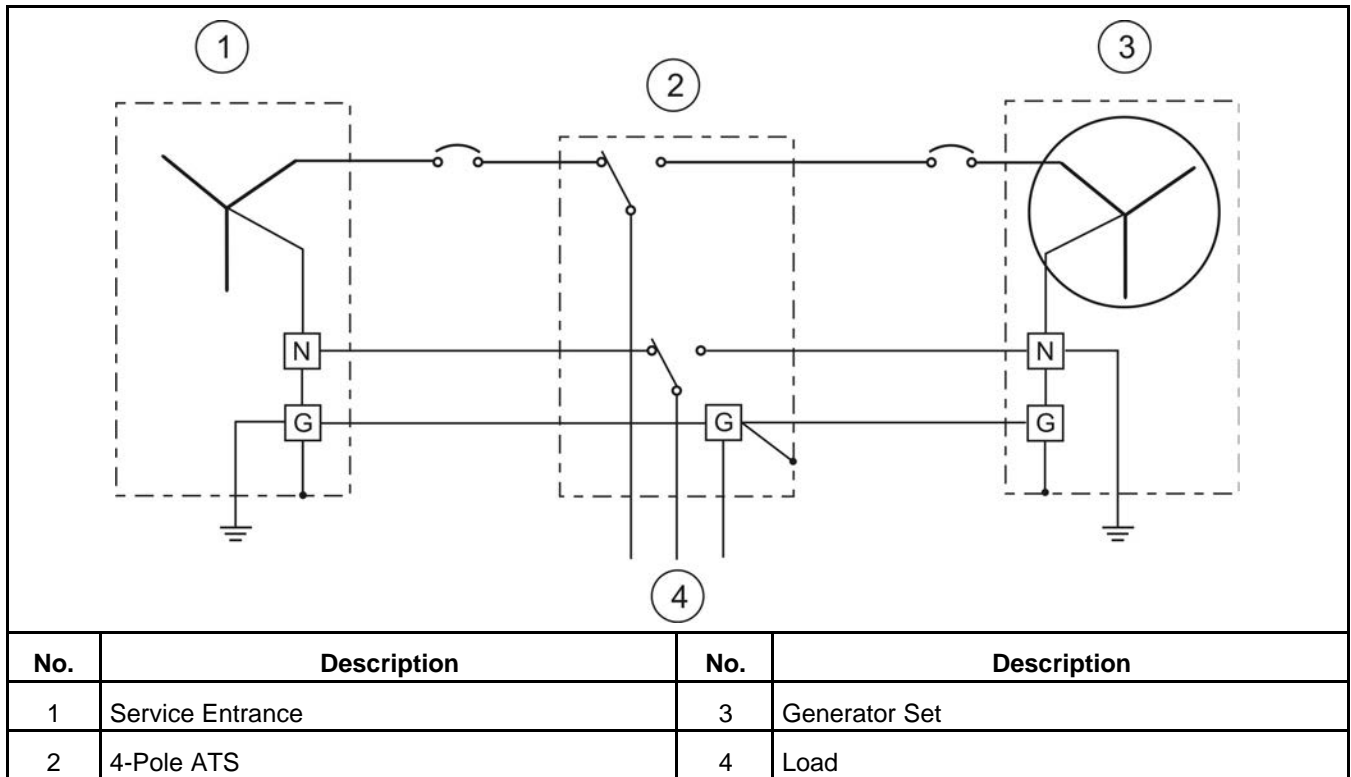 1
3
2
N
N
G
G
G
4
No. Description No. Description
1 Service Entrance 3 Generator Set
2 4-Pole ATS 4 Load